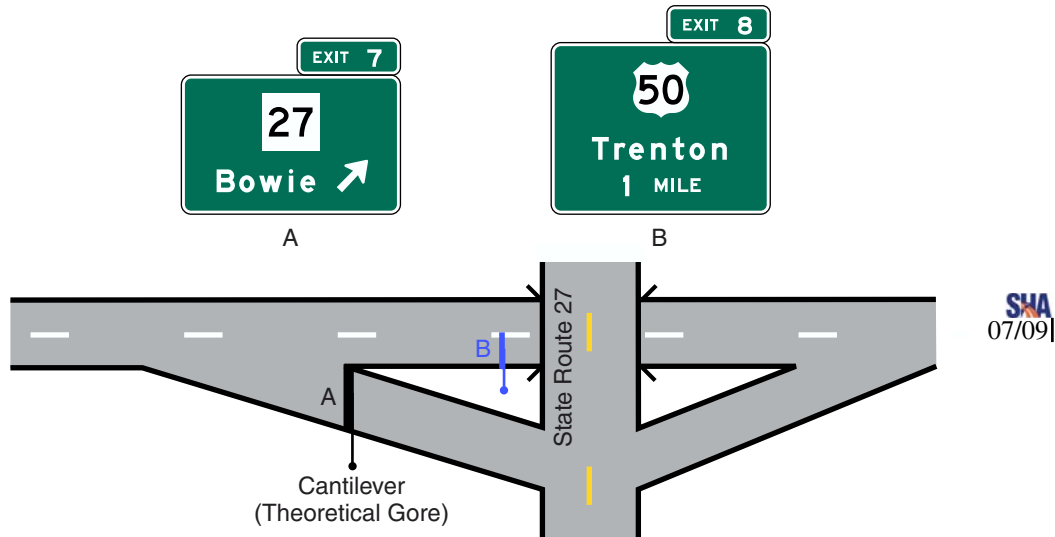 EXIT 7
27
Bowie
A
EXIT 8
50
Trenton
1 MILE
B
State Route 27
B
A
Cantilever
(Theoretical Gore)
SHA
07/09